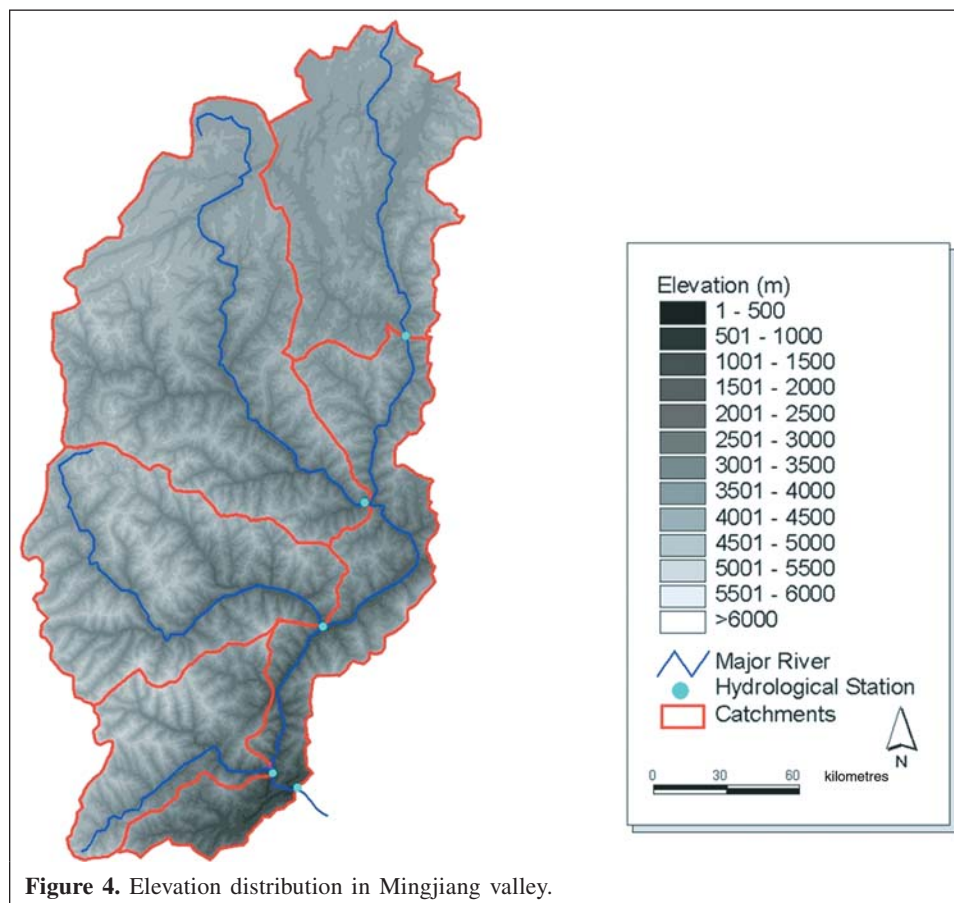 Elevation (m)
1 - 500
501 - 1000
1001 - 1500
1501 - 2000
2001 - 2500
2501 - 3000
3001 - 3500
3501 - 4000
4001 - 4500
4501 - 5000
5001 - 5500
5501 - 6000
>6000
Major River
Hydrological Station
Catchments
N
0 30 60 kilometres
Figure 4. Elevation distribution in Mingjiang valley.